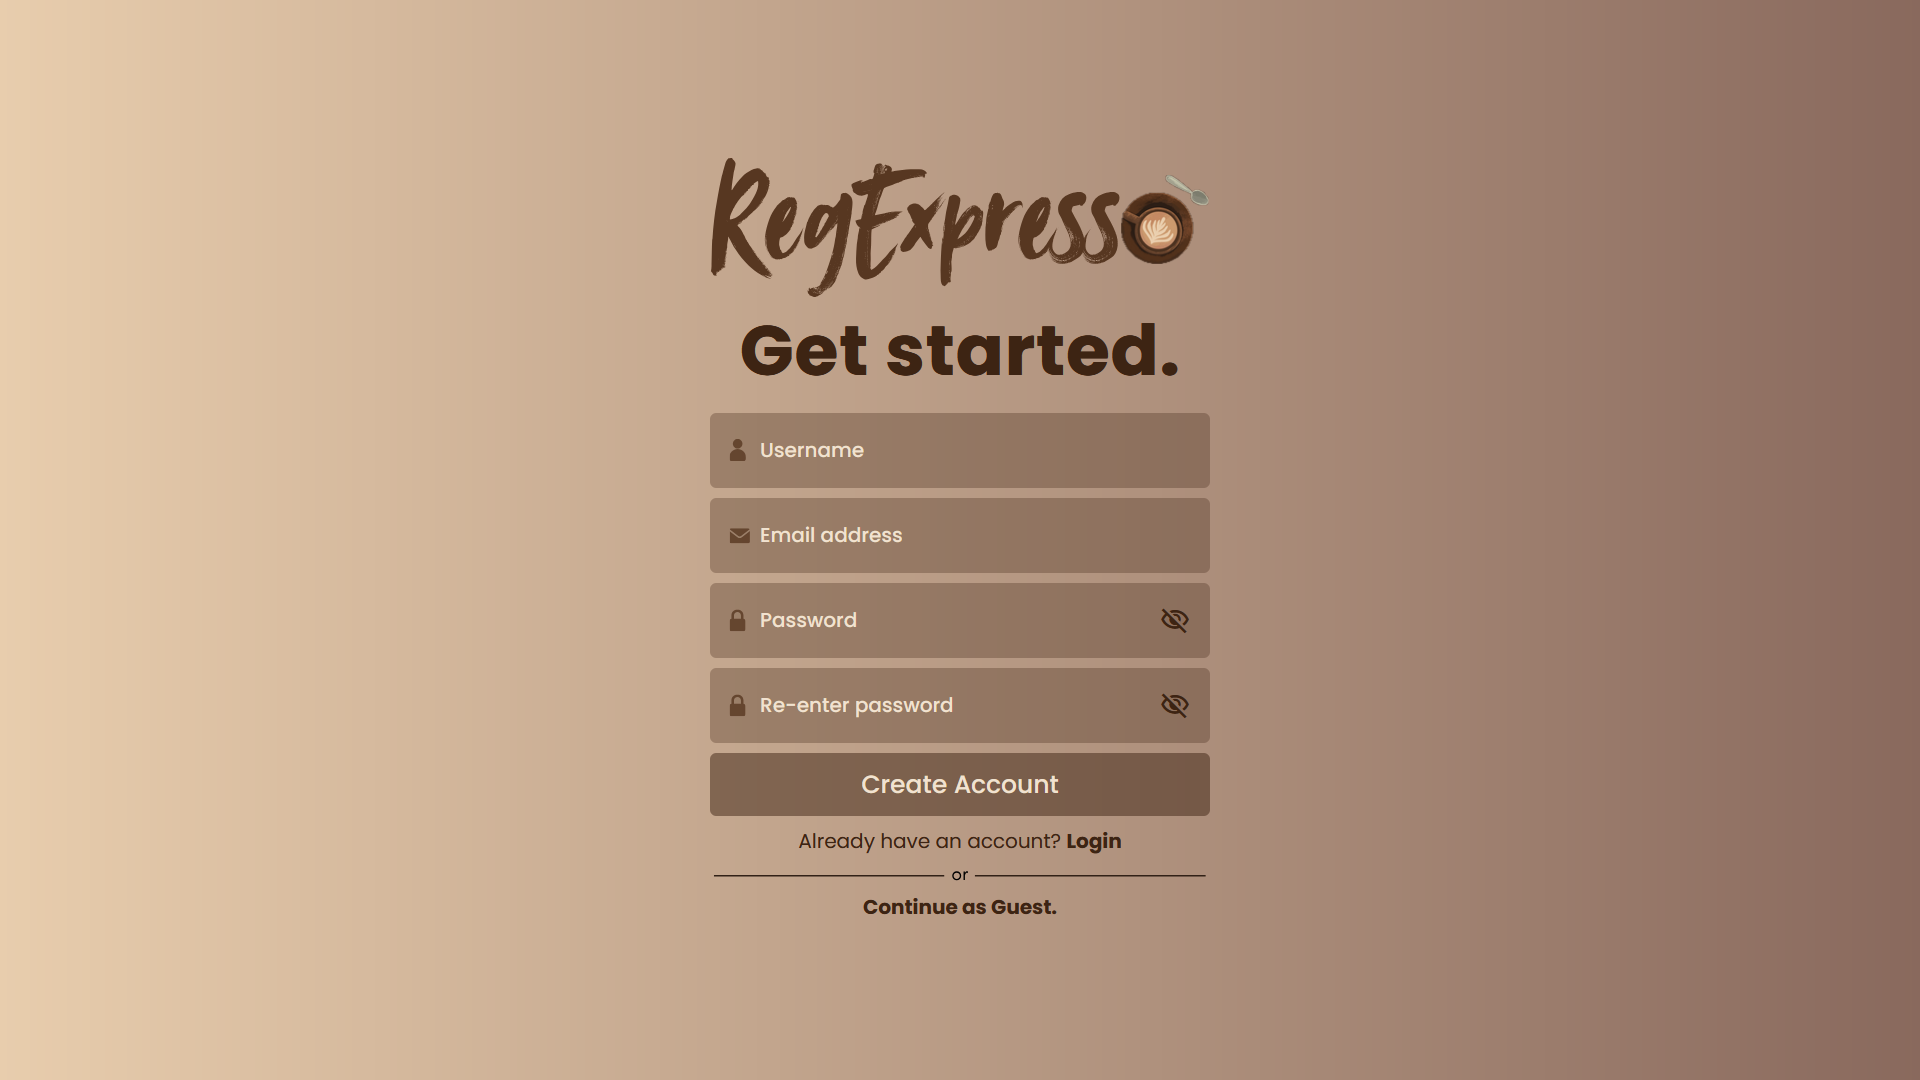 RegExpresso
Get started.
Username
Email address
Password
Re-enter password
Create Account
Already have an account? Login
or
Continue as Guest.